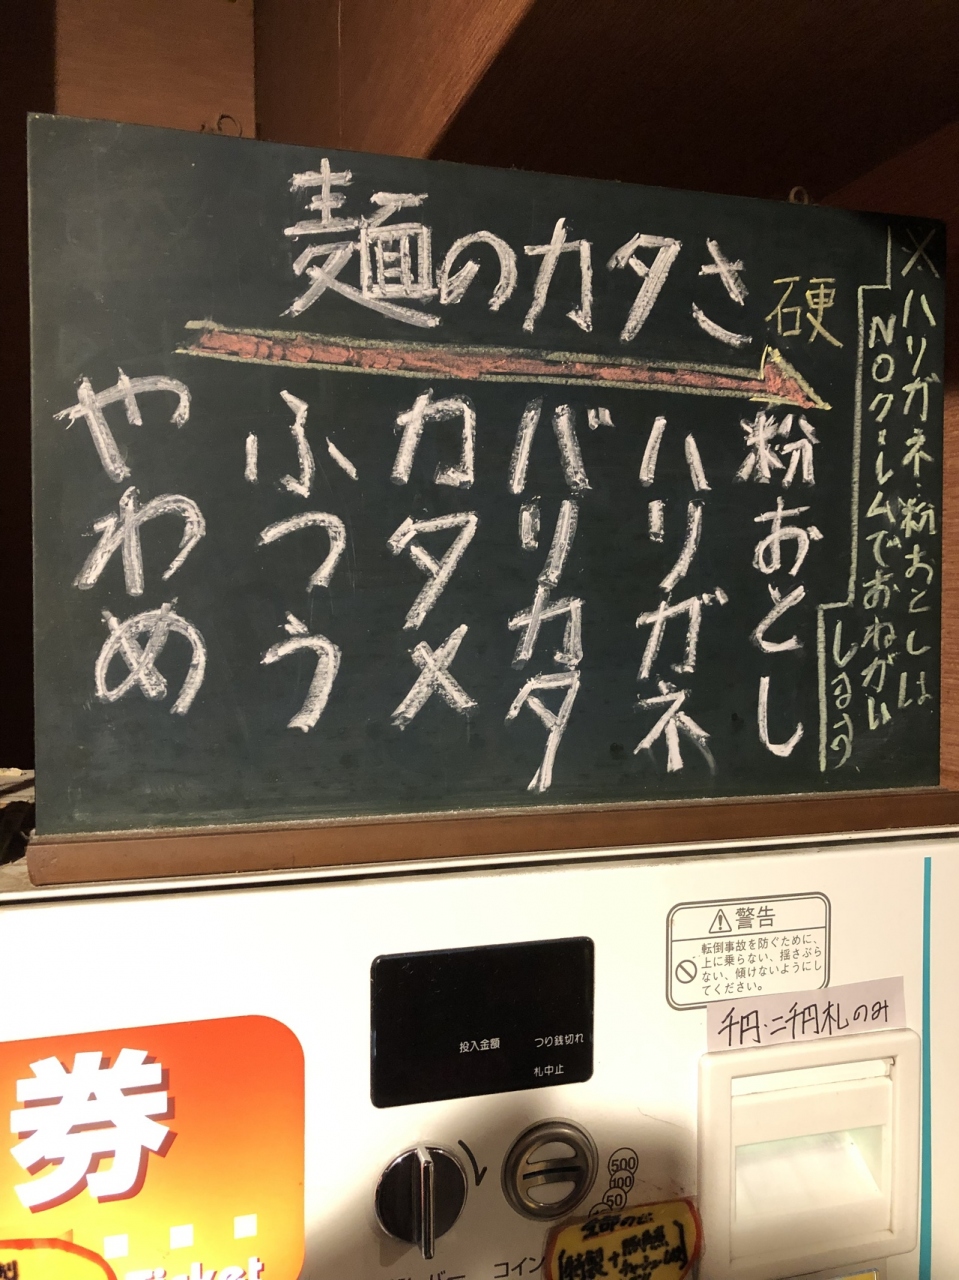 麺のカタさ
硬
※ハリガネ・粉おとしは
NOクレームでおねがい
します
粉おとし
ハリガネ
バリカタ
カタメ
ふつう
やわめ
警告
転倒事故を防ぐために、
上に乗らない、揺さぶら
ない、傾けないようにし
てください。
千円・二千円札のみ
投入金額
つり銭切れ
札中止
券
Ticket
500
100
50
コイン